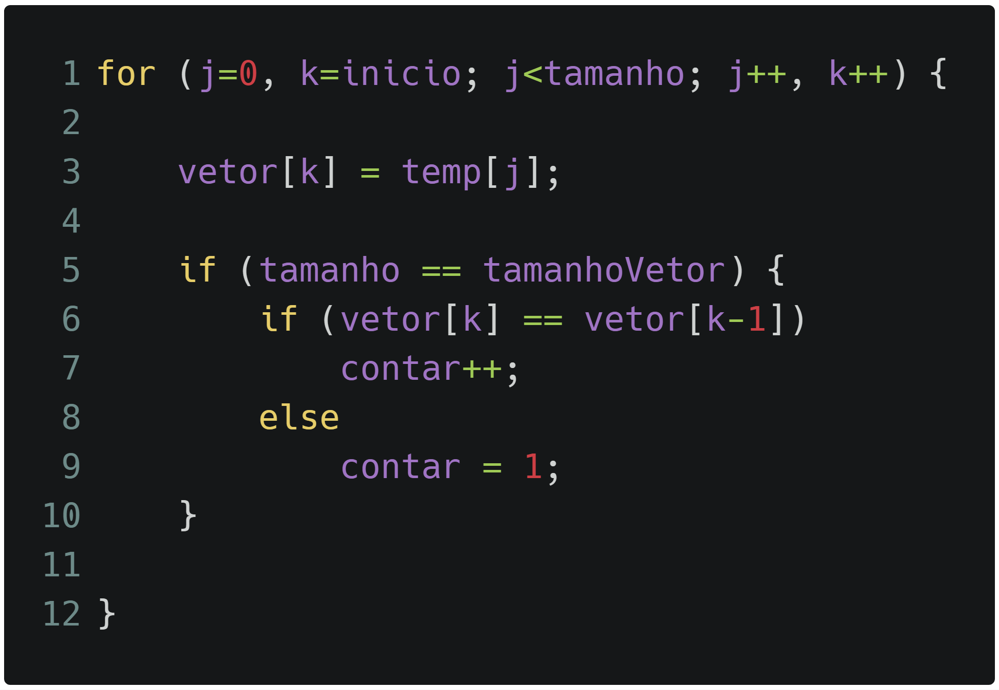 1 for (j=0, k=inicio; j<tamanho; j++, k++) {
2
3     vetor[k] = temp[j];
4
5     if (tamanho == tamanhoVetor) {
6         if (vetor[k] == vetor[k-1])
7             contar++;
8         else
9             contar = 1;
10     }
11
12 }